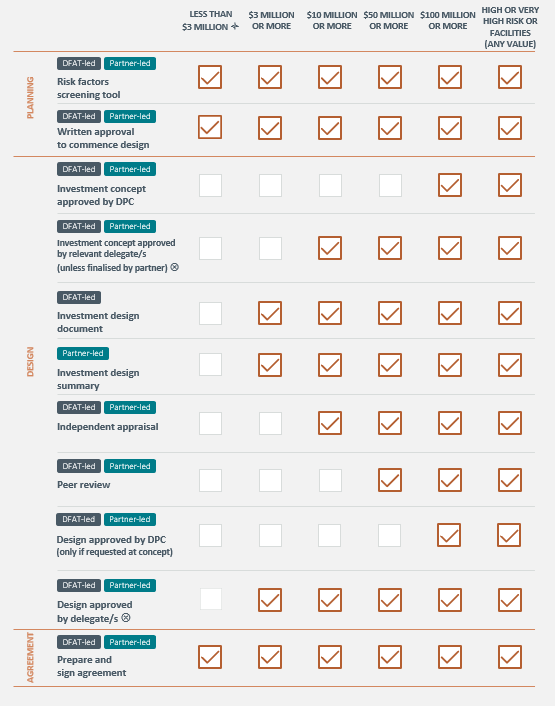 LESS THAN
$3 MILLION
$3 MILLION
OR MORE
$10 MILLION
OR MORE
$50 MILLION
OR MORE
$100 MILLION
OR MORE
HIGH OR VERY
HIGH RISK OR
FACILITIES
(ANY VALUE)
PLANNING
DFAT-led Partner-led
Risk factors
screening tool
DFAT-led Partner-led
Written approval
to commence design
DESIGN
DFAT-led Partner-led
Investment concept
approved by DPC
DFAT-led Partner-led
Investment concept approved
by relevant delegate/s
(unless finalised by partner) ⊗
DFAT-led
Investment design
document
Partner-led
Investment design
summary
DFAT-led Partner-led
Independent appraisal
DFAT-led Partner-led
Peer review
DFAT-led Partner-led
Design approved by DPC
(only if requested at concept)
DFAT-led Partner-led
Design approved
by delegate/s ⊗
AGREEMENT
DFAT-led Partner-led
Prepare and
sign agreement